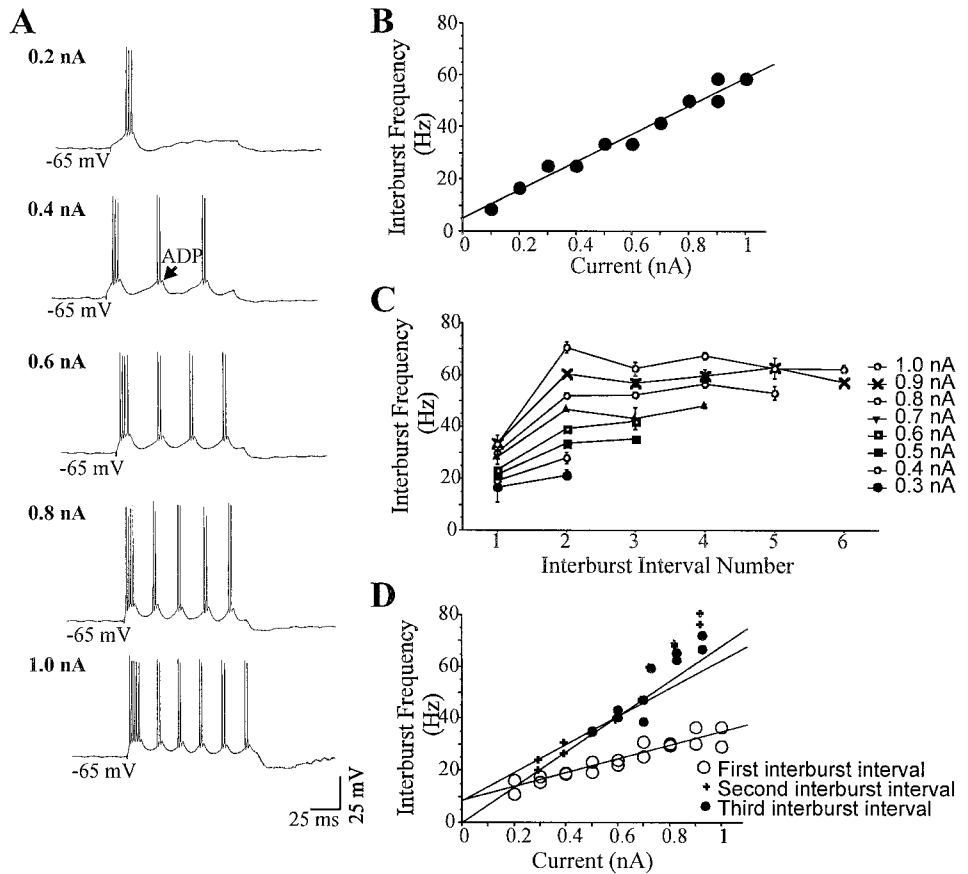 A
0.2 nA
-65 mV
0.4 nA
ADP
-65 mV
0.6 nA
-65 mV
0.8 nA
-65 mV
1.0 nA
-65 mV
25 mV
25 ms
B
Interburst Frequency
(Hz)
80
60
40
20
0
0 0.2 0.4 0.6 0.8 1
Current (nA)
C
Interburst Frequency
(Hz)
80
60
40
20
0
1 2 3 4 5 6
Interburst Interval Number
1.0 nA
0.9 nA
0.8 nA
0.7 nA
0.6 nA
0.5 nA
0.4 nA
0.3 nA
D
Interburst Frequency
(Hz)
80
60
40
20
0
0 0.2 0.4 0.6 0.8 1
Current (nA)
First interburst interval
Second interburst interval
Third interburst interval